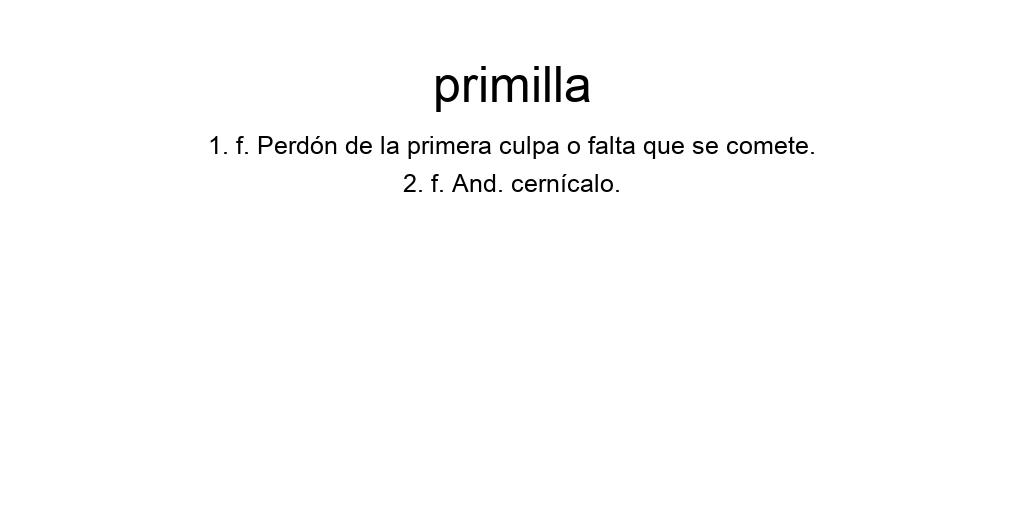 primilla
1. f. Perdón de la primera culpa o falta que se comete.
2. f. And. cernícalo.